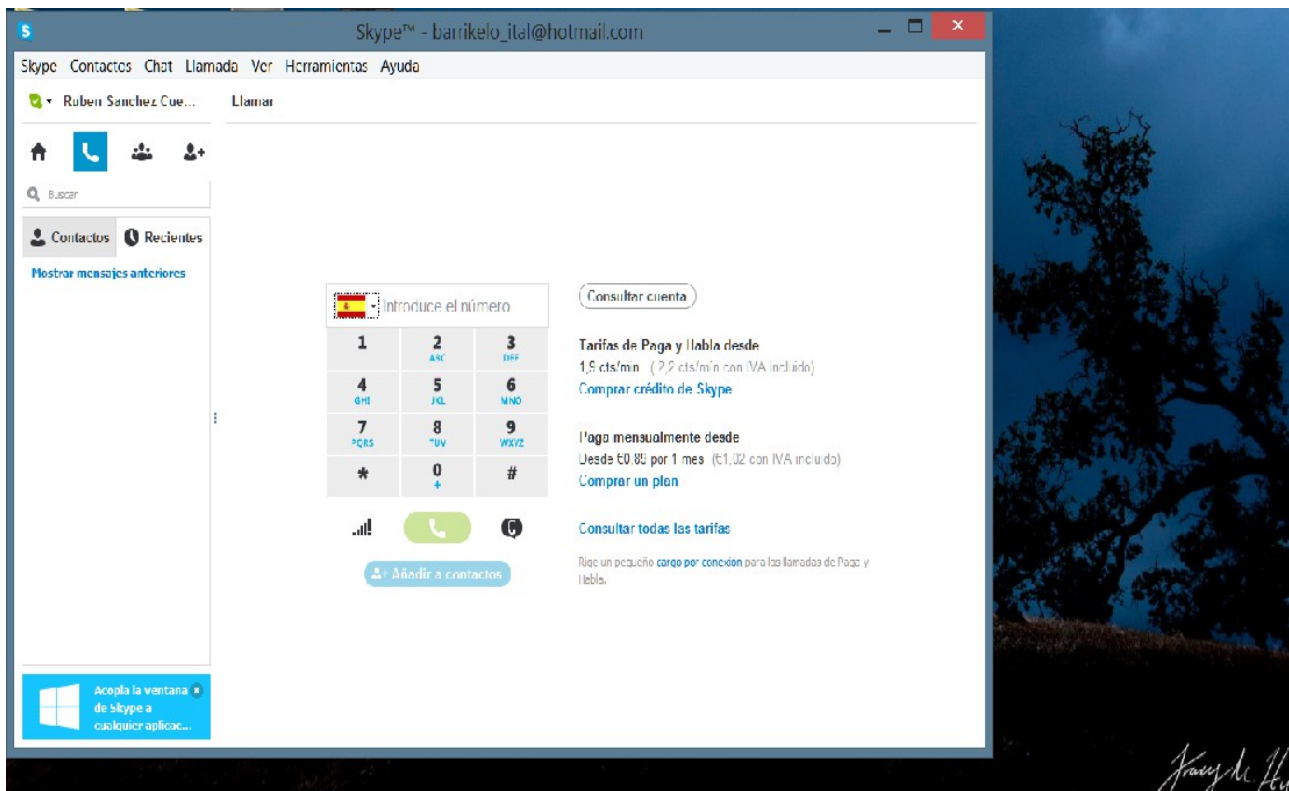 S
Skype™ - barrikelo_ital@hotmail.com
Skype Contactos Chat Llamada Ver Herramientas Ayuda
Ruben Sanchez Cue...
Llamar
Buscar
Contactos Recientes
Mostrar mensajes anteriores
Introduce el número
1 2 3
ABC DEF
4 5 6
GHI JKL MNO
7 8 9
PQRS TUV WXYZ
* 0 #
+
Añadir a contactos
Consultar cuenta
Tarifas de Paga y Habla desde
1,9 cts/min ( 2,2 cts/min con IVA incluido)
Comprar crédito de Skype
Paga mensualmente desde
Desde €0,89 por 1 mes (€1,02 con IVA incluido)
Comprar un plan
Consultar todas las tarifas
Rige un pequeño cargo por conexión para las llamadas de Paga y
Habla.
Acopla la ventana
de Skype a
cualquier aplicac...